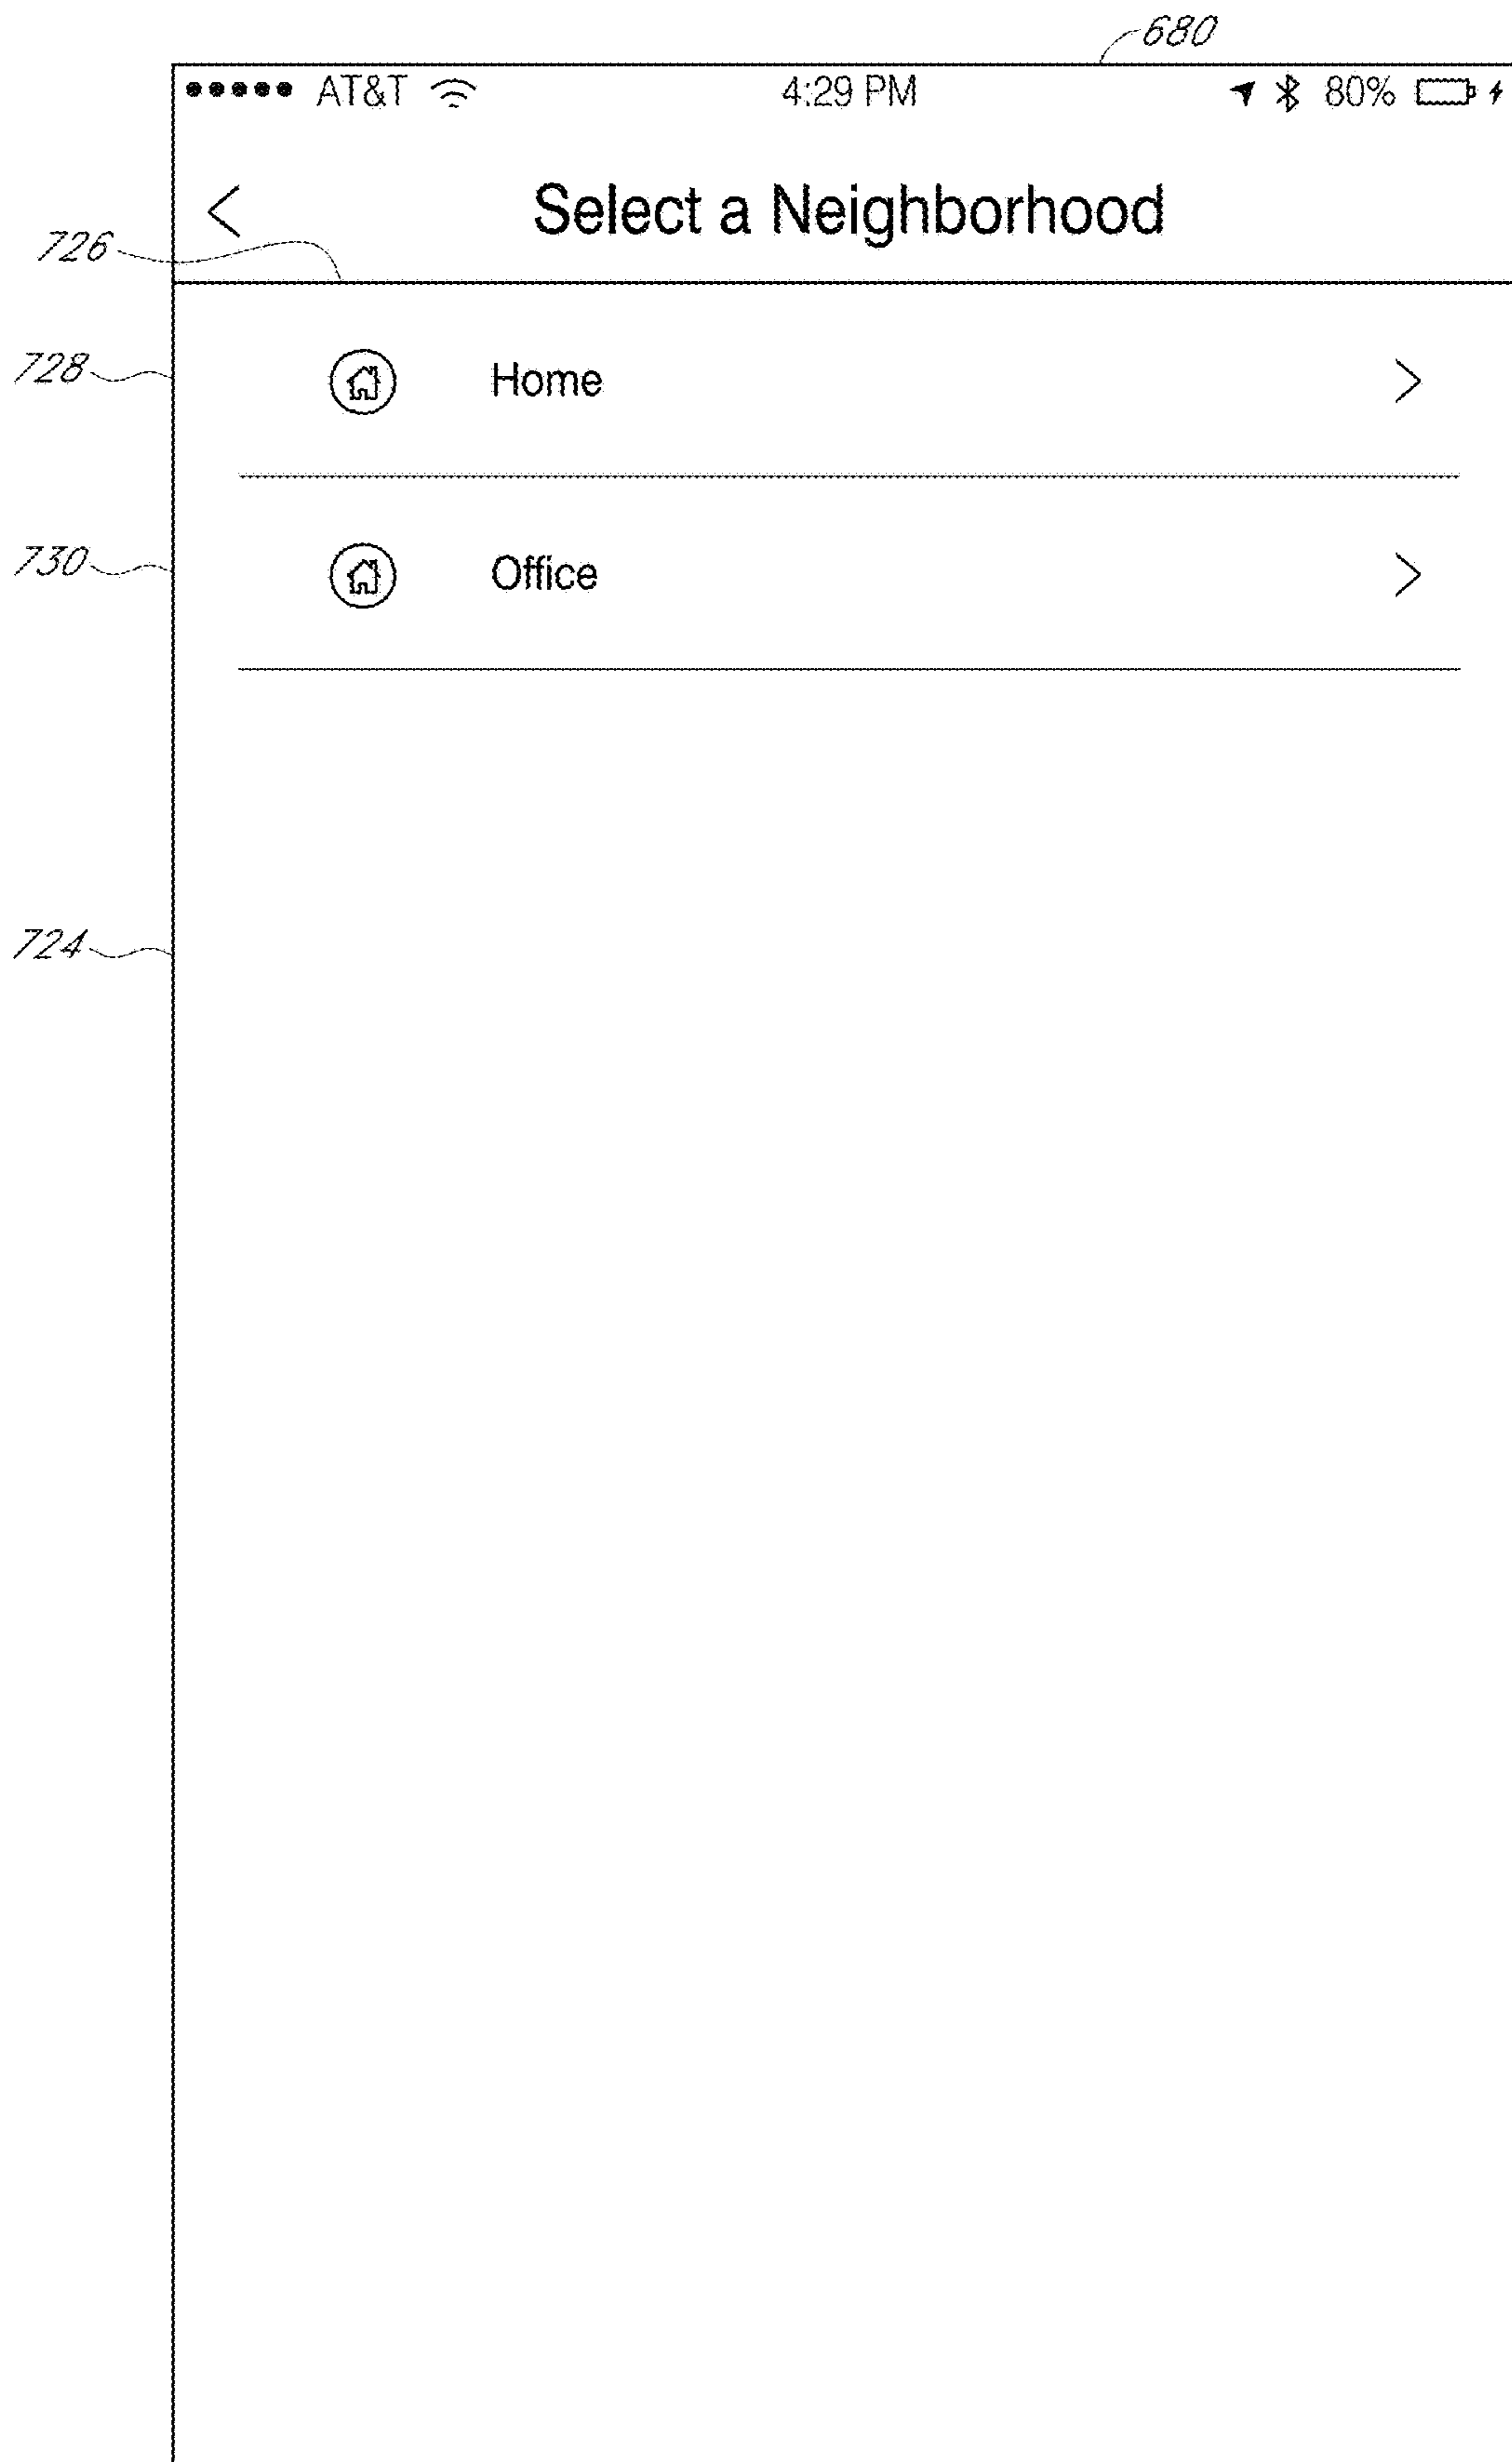 680
AT&T 4:29 PM 80%
Select a Neighborhood
726
728 Home
730 Office
724